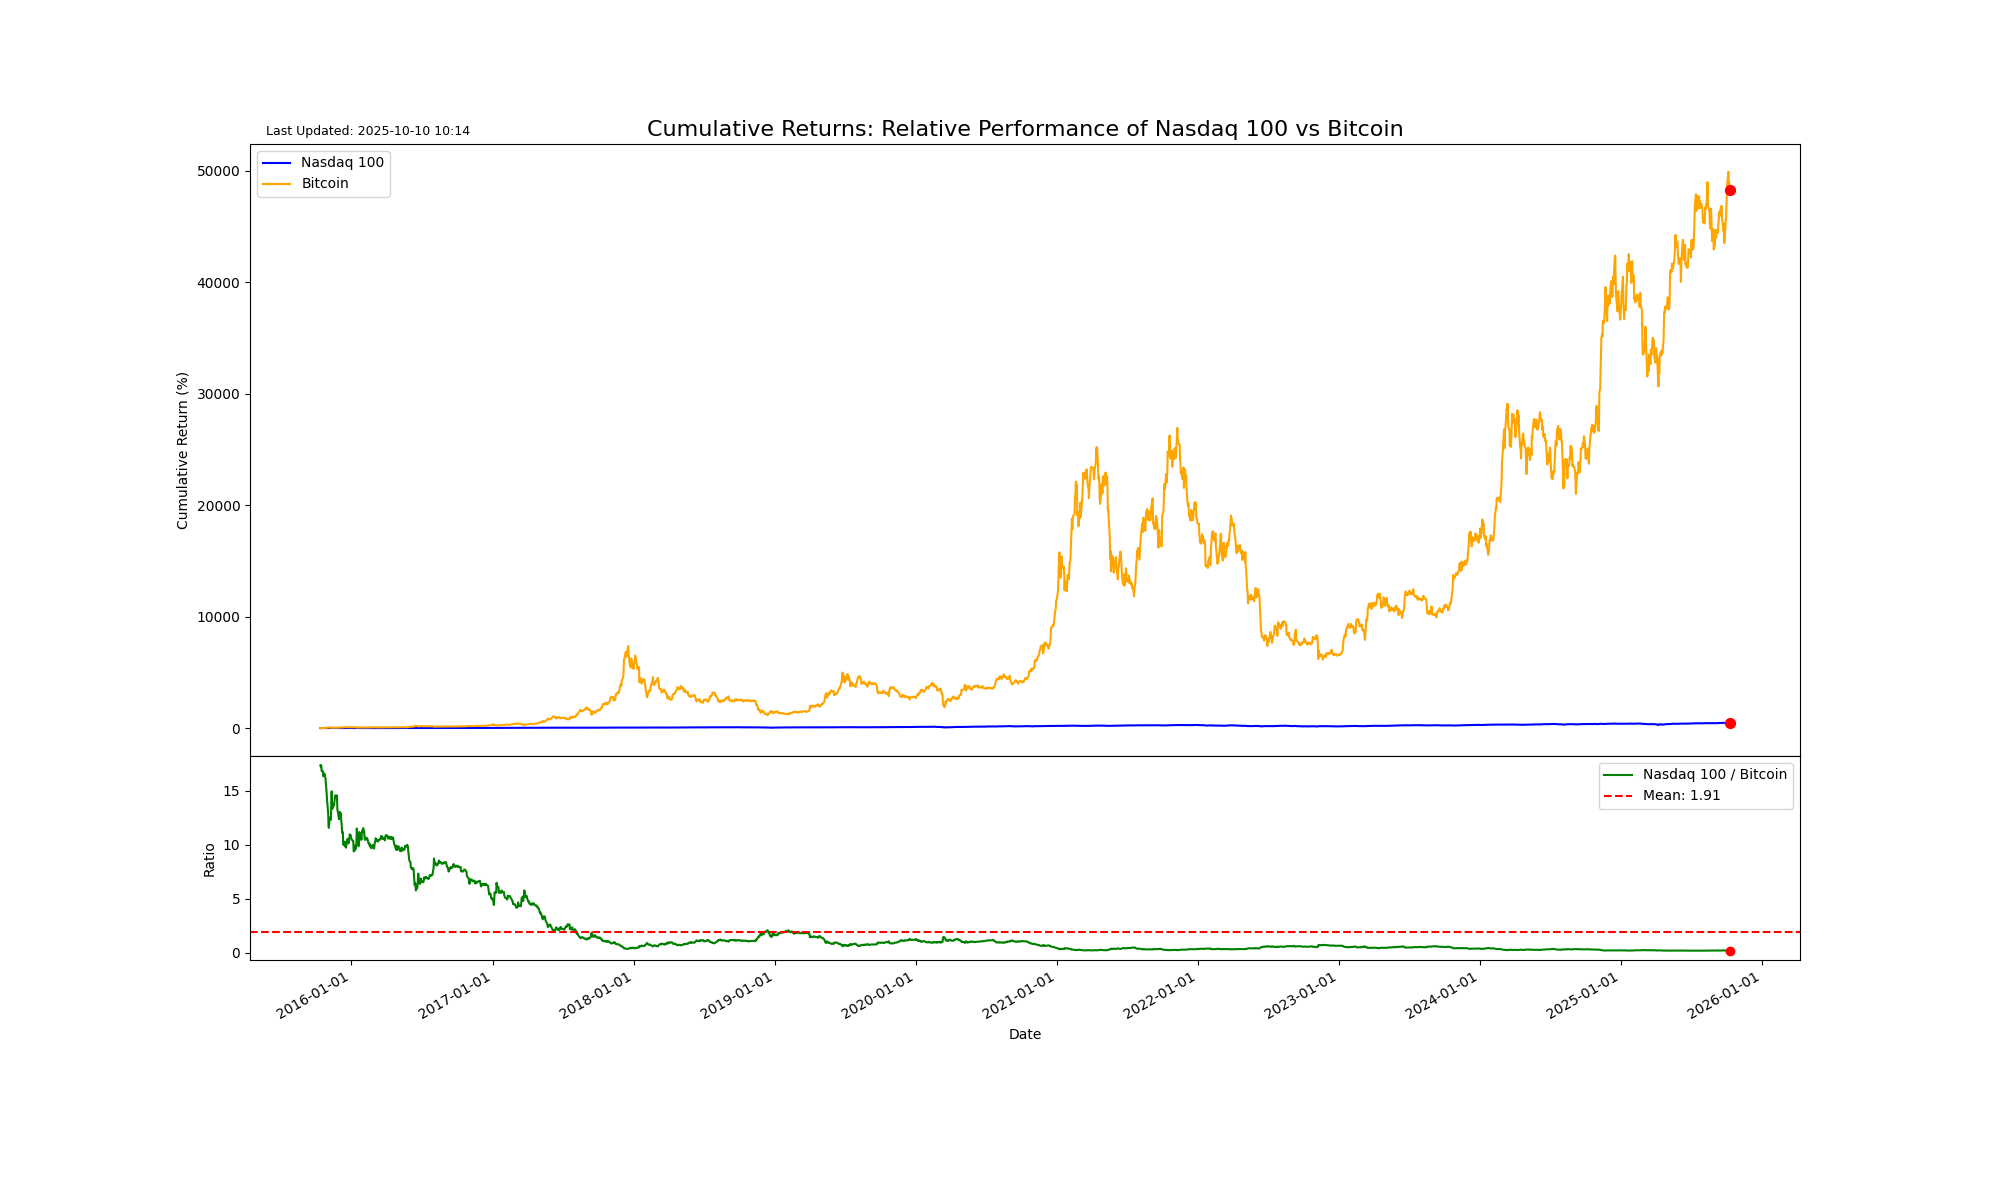 Last Updated: 2025-10-10 10:14
Cumulative Returns: Relative Performance of Nasdaq 100 vs Bitcoin
Nasdaq 100
Bitcoin
50000
40000
30000
20000
10000
0
Cumulative Return (%)
Nasdaq 100 / Bitcoin
Mean: 1.91
15
10
5
0
Ratio
2016-01-01
2017-01-01
2018-01-01
2019-01-01
2020-01-01
2021-01-01
2022-01-01
2023-01-01
2024-01-01
2025-01-01
2026-01-01
Date